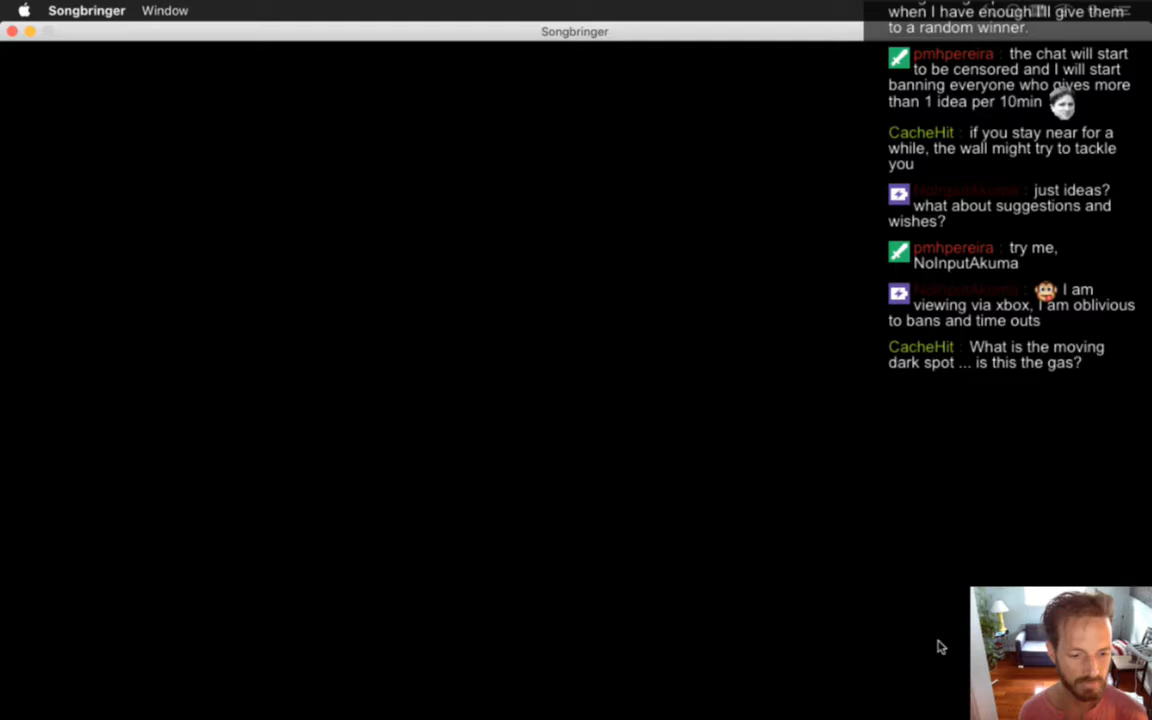 Songbringer Window
Songbringer
when I have enough I'll give them
to a random winner.
pmhpereira : the chat will start
to be censored and I will start
banning everyone who gives more
than 1 idea per 10min
CacheHit : if you stay near for a
while, the wall might try to tackle
you
NoInputAkuma : just ideas?
what about suggestions and
wishes?
pmhpereira : try me,
NoInputAkuma
NoInputAkuma : I am
viewing via xbox, I am oblivious
to bans and time outs
CacheHit : What is the moving
dark spot ... is this the gas?